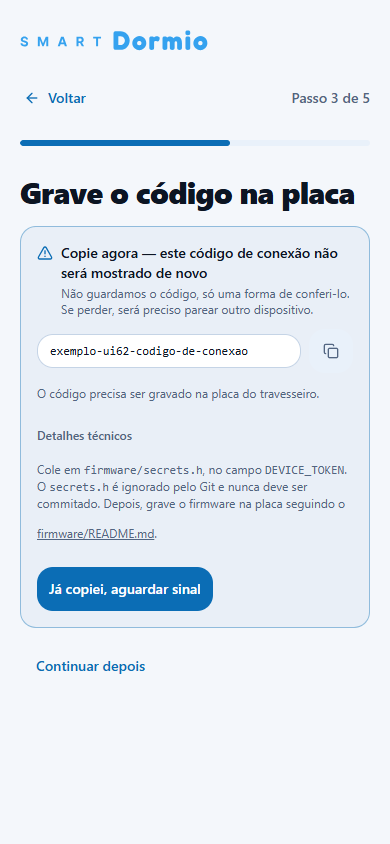 SMART Dormio
Voltar
Passo 3 de 5
Grave o código na placa
Copie agora — este código de conexão não
será mostrado de novo
Não guardamos o código, só uma forma de conferi-lo.
Se perder, será preciso parear outro dispositivo.
exemplo-ui62-codigo-de-conexao
O código precisa ser gravado na placa do travesseiro.
Detalhes técnicos
Cole em firmware/secrets.h, no campo DEVICE_TOKEN.
O secrets.h é ignorado pelo Git e nunca deve ser
commitado. Depois, grave o firmware na placa seguindo o
firmware/README.md.
Já copiei, aguardar sinal
Continuar depois